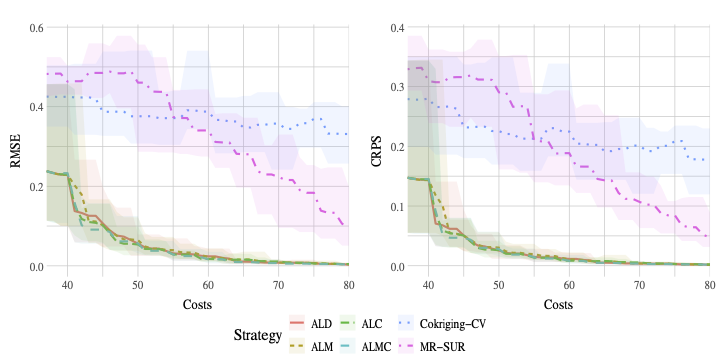 0.6
0.4
0.2
0.0
RMSE
40 50 60 70 80
Costs
0.4
0.3
0.2
0.1
0.0
CRPS
40 50 60 70 80
Costs
Strategy
ALD ALC Cokriging−CV
ALM ALMC MR−SUR